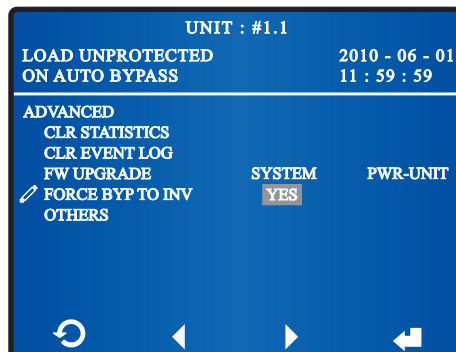 UNIT : #1.1
LOAD UNPROTECTED 2010 - 06 - 01
ON AUTO BYPASS 11 : 59 : 59
ADVANCED
CLR STATISTICS
CLR EVENT LOG
FW UPGRADE SYSTEM PWR-UNIT
FORCE BYP TO INV YES
OTHERS